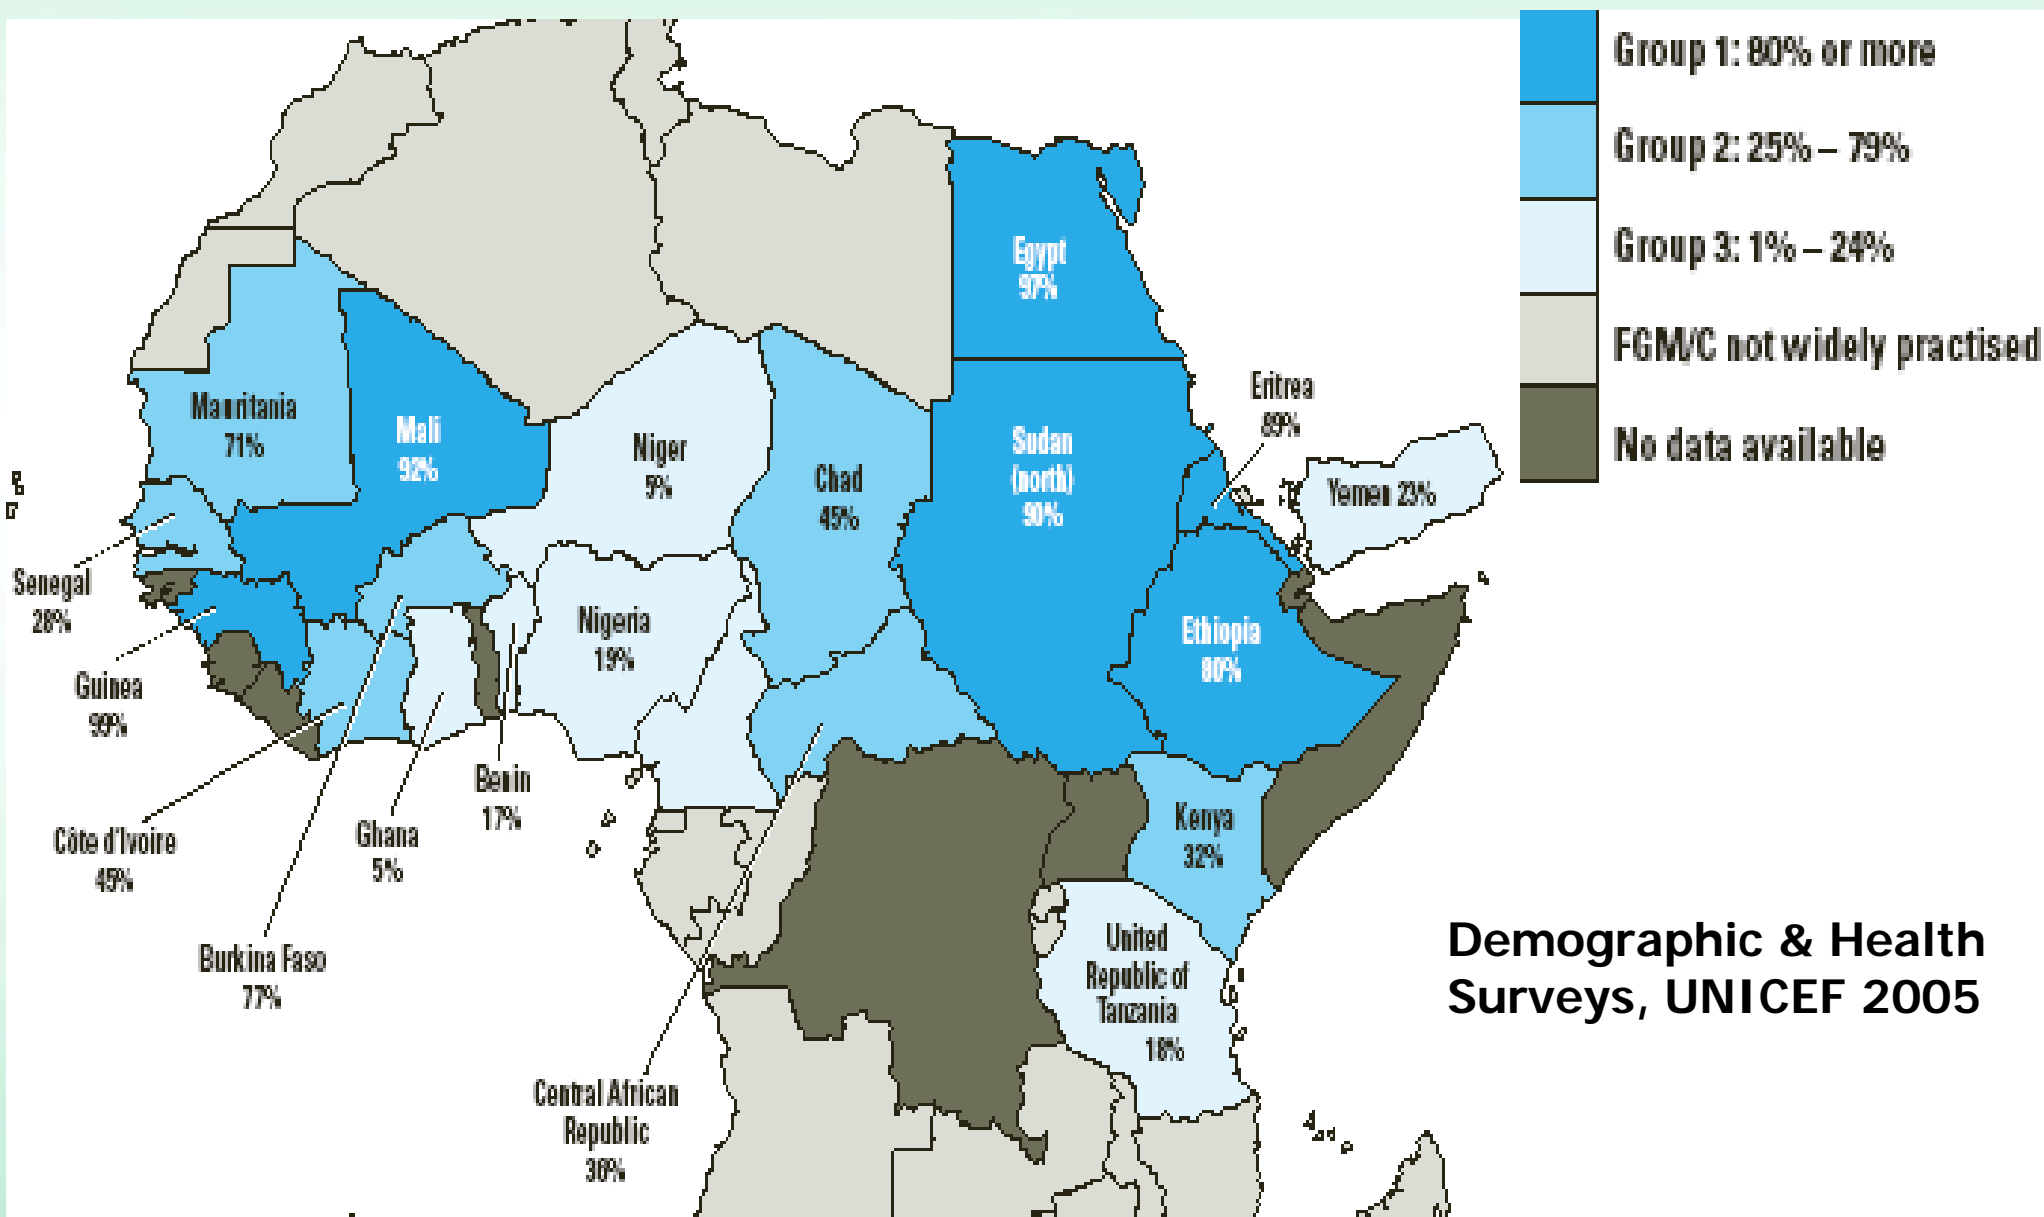 Group 1: 80% or more
Group 2: 25% – 79%
Group 3: 1% – 24%
FGM/C not widely practised
No data available
Egypt
97%
Eritrea
89%
Mauritania
71%
Mali
92%
Niger
5%
Chad
45%
Sudan
(north)
90%
Yemen 23%
Senegal
28%
Guinea
99%
Nigeria
19%
Ethiopia
80%
Benin
17%
Côte d'Ivoire
45%
Ghana
5%
Kenya
32%
Burkina Faso
77%
United
Republic of
Tanzania
18%
Demographic & Health
Surveys, UNICEF 2005
Central African
Republic
36%